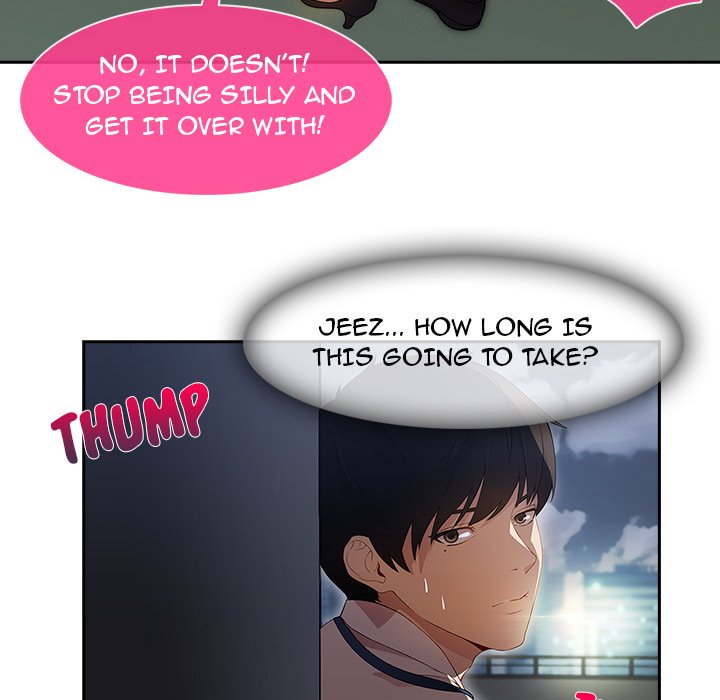 NO, IT DOESN'T!
STOP BEING SILLY AND
GET IT OVER WITH!
JEEZ... HOW LONG IS
THIS GOING TO TAKE?
THUMP